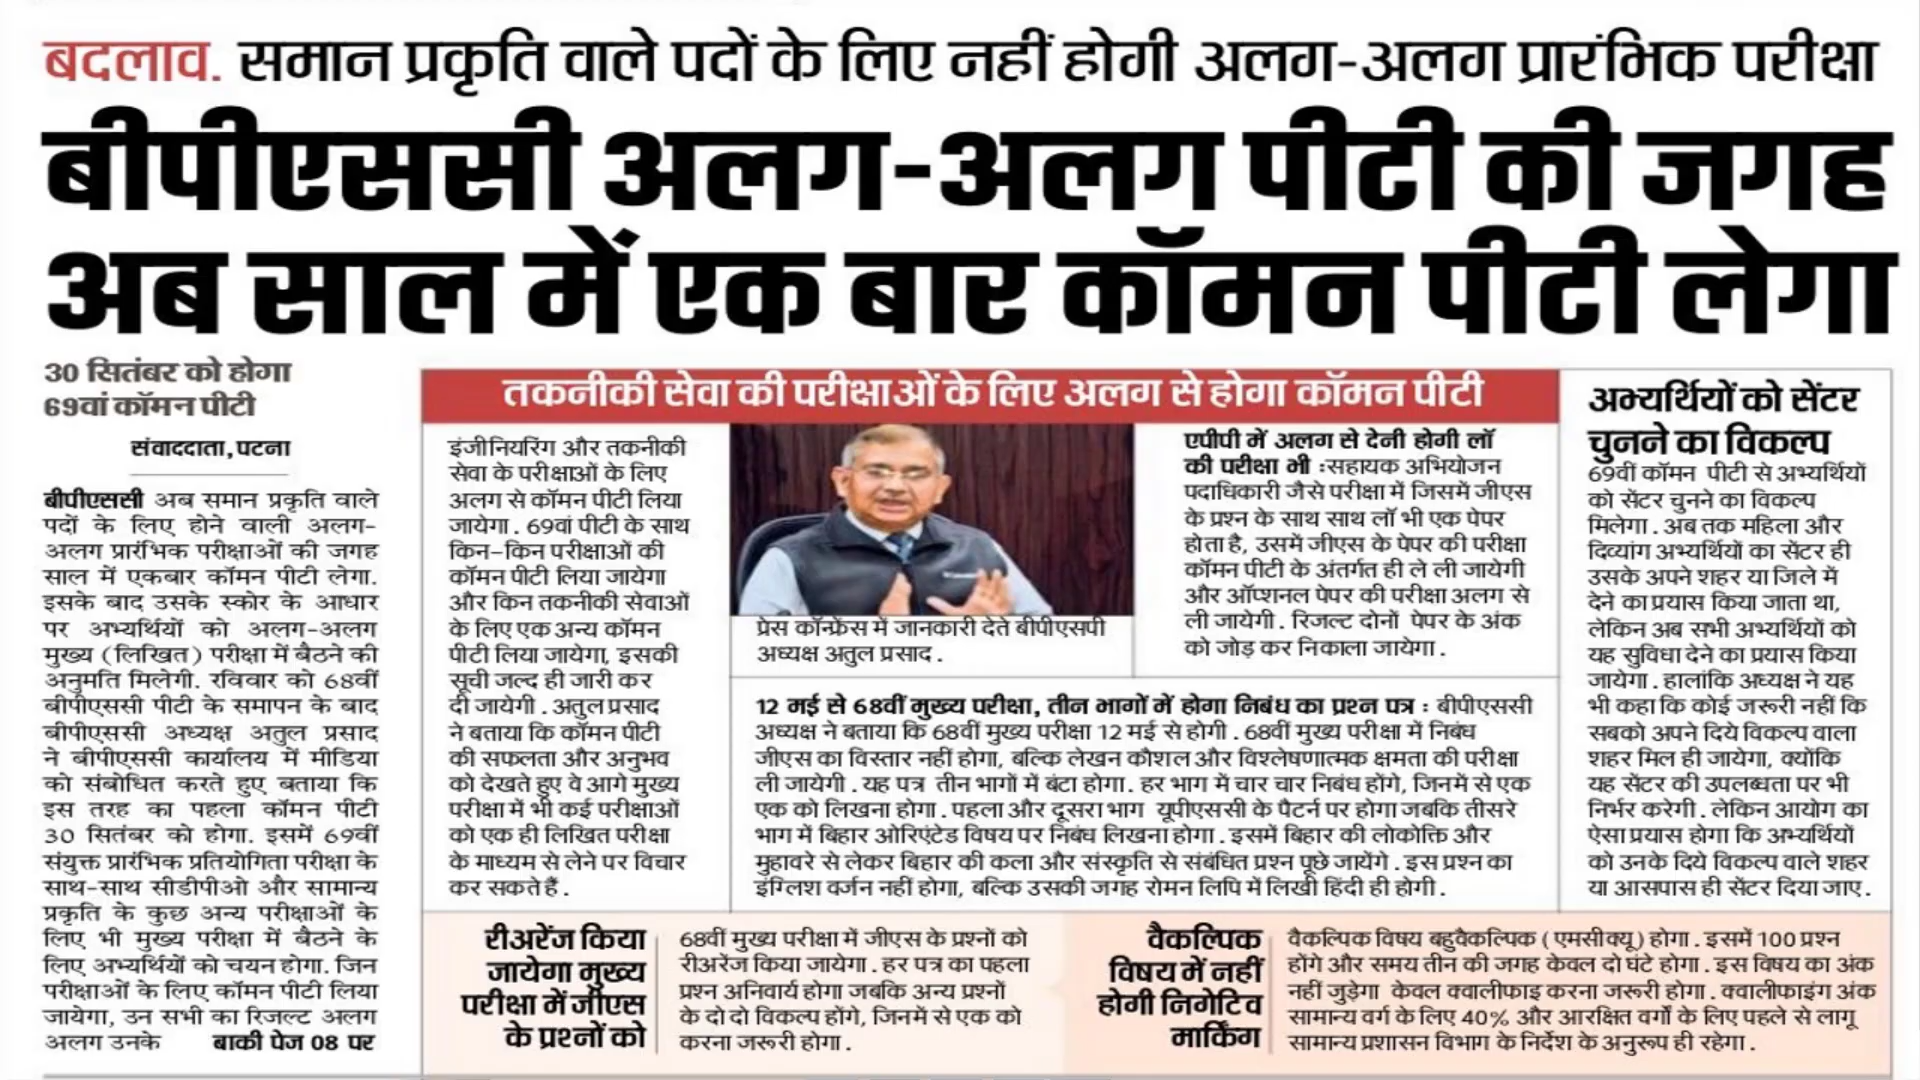 बदलाव. समान प्रकृति वाले पदों के लिए नहीं होगी अलग-अलग प्रारंभिक परीक्षा
बीपीएससी अलग-अलग पीटी की जगह
अब साल में एक बार कॉमन पीटी लेगा
30 सितंबर को होगा
69वां कॉमन पीटी
संवाददाता, पटना
बीपीएससी अब समान प्रकृति वाले
पदों के लिए होने वाली अलग-
अलग प्रारंभिक परीक्षाओं की जगह
साल में एकबार कॉमन पीटी लेगा.
इसके बाद उसके स्कोर के आधार
पर अभ्यर्थियों को अलग-अलग
मुख्य (लिखित) परीक्षा में बैठने की
अनुमति मिलेगी. रविवार को 68वीं
बीपीएससी पीटी के समापन के बाद
बीपीएससी अध्यक्ष अतुल प्रसाद
ने बीपीएससी कार्यालय में मीडिया
को संबोधित करते हुए बताया कि
इस तरह का पहला कॉमन पीटी
30 सितंबर को होगा. इसमें 69वीं
संयुक्त प्रारंभिक प्रतियोगिता परीक्षा के
साथ-साथ सीडीपीओ और सामान्य
प्रकृति के कुछ अन्य परीक्षाओं के
लिए भी मुख्य परीक्षा में बैठने के
लिए अभ्यर्थियों को चयन होगा. जिन
परीक्षाओं के लिए कॉमन पीटी लिया
जायेगा, उन सभी का रिजल्ट अलग
अलग उनके बाकी पेज 08 पर
तकनीकी सेवा की परीक्षाओं के लिए अलग से होगा कॉमन पीटी
इंजीनियरिंग और तकनीकी
सेवा के परीक्षाओं के लिए
अलग से कॉमन पीटी लिया
जायेगा. 69वां पीटी के साथ
किन-किन परीक्षाओं की
कॉमन पीटी लिया जायेगा
और किन तकनीकी सेवाओं
के लिए एक अन्य कॉमन
पीटी लिया जायेगा, इसकी
सूची जल्द ही जारी कर
दी जायेगी. अतुल प्रसाद
ने बताया कि कॉमन पीटी
की सफलता और अनुभव
को देखते हुए वे आगे मुख्य
परीक्षा में भी कई परीक्षाओं
को एक ही लिखित परीक्षा
के माध्यम से लेने पर विचार
कर सकते हैं.
प्रेस कॉन्फ्रेंस में जानकारी देते बीपीएसपी
अध्यक्ष अतुल प्रसाद.
एपीपी में अलग से देनी होगी लॉ
की परीक्षा भी :सहायक अभियोजन
पदाधिकारी जैसे परीक्षा में जिसमें जीएस
के प्रश्न के साथ साथ लॉ भी एक पेपर
होता है, उसमें जीएस के पेपर की परीक्षा
कॉमन पीटी के अंतर्गत ही ले ली जायेगी
और ऑप्शनल पेपर की परीक्षा अलग से
ली जायेगी. रिजल्ट दोनों पेपर के अंक
को जोड़ कर निकाला जायेगा.
12 मई से 68वीं मुख्य परीक्षा, तीन भागों में होगा निबंध का प्रश्न पत्र : बीपीएससी
अध्यक्ष ने बताया कि 68वीं मुख्य परीक्षा 12 मई से होगी. 68वीं मुख्य परीक्षा में निबंध
जीएस का विस्तार नहीं होगा, बल्कि लेखन कौशल और विश्लेषणात्मक क्षमता की परीक्षा
ली जायेगी. यह पत्र तीन भागों में बंटा होगा. हर भाग में चार चार निबंध होंगे, जिनमें से एक
एक को लिखना होगा. पहला और दूसरा भाग यूपीएससी के पैटर्न पर होगा जबकि तीसरे
भाग में बिहार ओरिएंटेड विषय पर निबंध लिखना होगा. इसमें बिहार की लोकोक्ति और
मुहावरे से लेकर बिहार की कला और संस्कृति से संबंधित प्रश्न पूछे जायेंगे. इस प्रश्न का
इंग्लिश वर्जन नहीं होगा, बल्कि उसकी जगह रोमन लिपि में लिखी हिंदी ही होगी.
अभ्यर्थियों को सेंटर
चुनने का विकल्प
69वीं कॉमन पीटी से अभ्यर्थियों
को सेंटर चुनने का विकल्प
मिलेगा. अब तक महिला और
दिव्यांग अभ्यर्थियों का सेंटर ही
उसके अपने शहर या जिले में
देने का प्रयास किया जाता था,
लेकिन अब सभी अभ्यर्थियों को
यह सुविधा देने का प्रयास किया
जायेगा. हालांकि अध्यक्ष ने यह
भी कहा कि कोई जरूरी नहीं कि
सबको अपने दिये विकल्प वाला
शहर मिल ही जायेगा, क्योंकि
यह सेंटर की उपलब्धता पर भी
निर्भर करेगी. लेकिन आयोग का
ऐसा प्रयास होगा कि अभ्यर्थियों
को उनके दिये विकल्प वाले शहर
या आसपास ही सेंटर दिया जाए.
रीअरेंज किया
जायेगा मुख्य
परीक्षा में जीएस
के प्रश्नों को
68वीं मुख्य परीक्षा में जीएस के प्रश्नों को
रीअरेंज किया जायेगा. हर पत्र का पहला
प्रश्न अनिवार्य होगा जबकि अन्य प्रश्नों
के दो दो विकल्प होंगे, जिनमें से एक को
करना जरूरी होगा.
वैकल्पिक
विषय में नहीं
होगी निगेटिव
मार्किंग
वैकल्पिक विषय बहुवैकल्पिक (एमसीक्यू) होगा. इसमें 100 प्रश्न
होंगे और समय तीन की जगह केवल दो घंटे होगा. इस विषय का अंक
नहीं जुड़ेगा केवल क्वालीफाइ करना जरूरी होगा. क्वालीफाइंग अंक
सामान्य वर्ग के लिए 40% और आरक्षित वर्गों के लिए पहले से लागू
सामान्य प्रशासन विभाग के निर्देश के अनुरूप ही रहेगा.